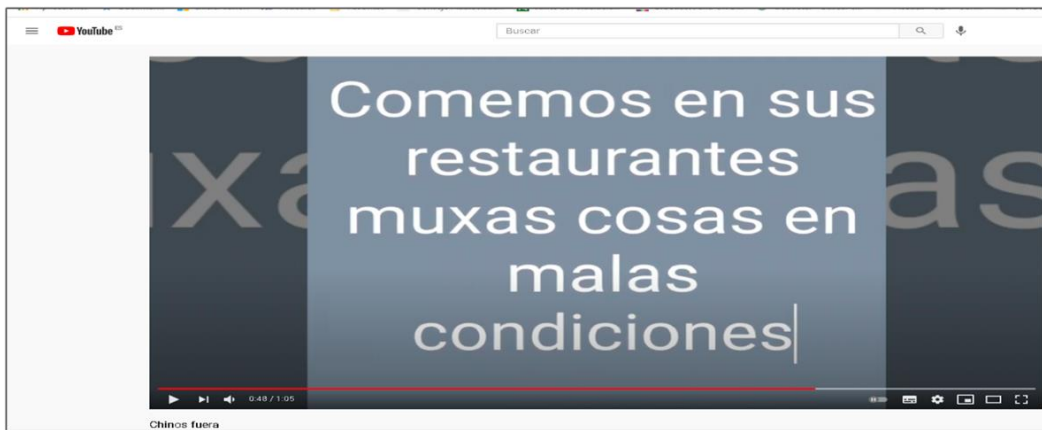 YouTube ES
Buscar
Comemos en sus
restaurantes
muxas cosas en
malas
condiciones
0:48 / 1:05
Chinos fuera